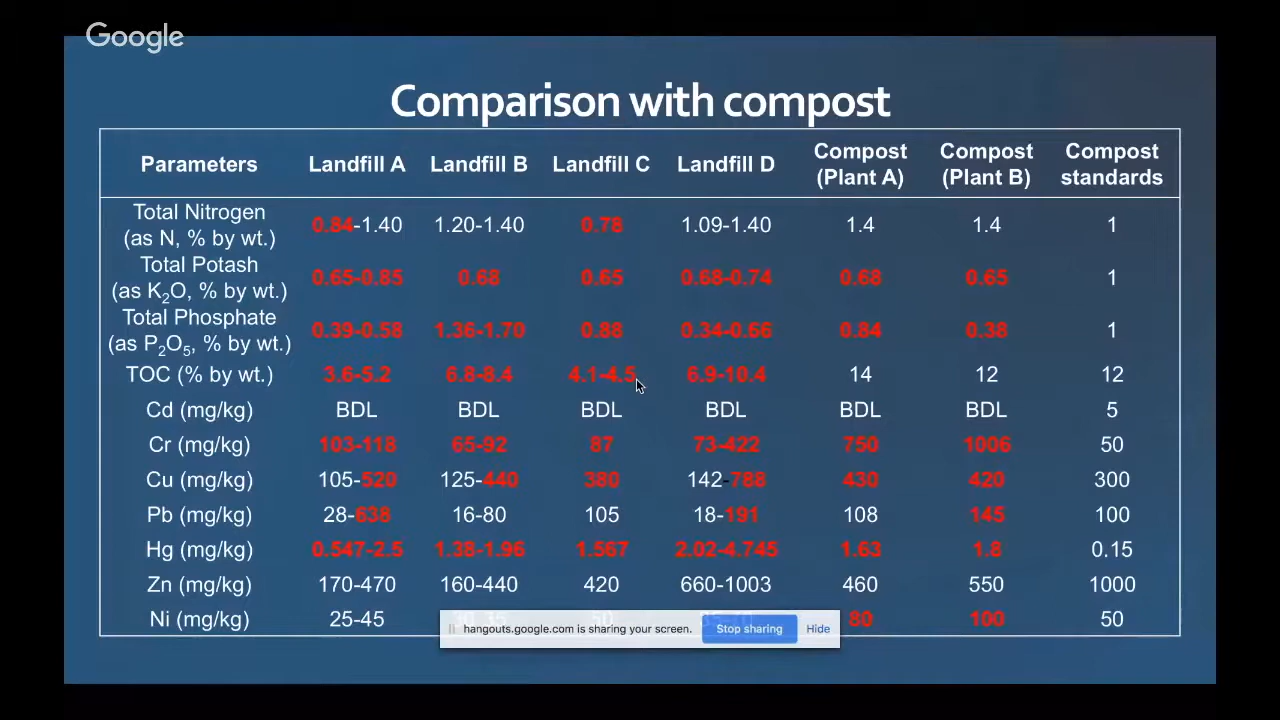 Google
Comparison with compost
Parameters Landfill A Landfill B Landfill C Landfill D Compost (Plant A) Compost (Plant B) Compost standards
Total Nitrogen (as N, % by wt.) 0.84-1.40 1.20-1.40 0.78 1.09-1.40 1.4 1.4 1
Total Potash (as K2O, % by wt.) 0.65-0.85 0.68 0.65 0.68-0.74 0.68 0.65 1
Total Phosphate (as P2O5, % by wt.) 0.39-0.58 1.36-1.70 0.88 0.34-0.66 0.84 0.38 1
TOC (% by wt.) 3.6-5.2 6.8-8.4 4.1-4.5 6.9-10.4 14 12 12
Cd (mg/kg) BDL BDL BDL BDL BDL BDL 5
Cr (mg/kg) 103-118 65-92 87 73-422 750 1006 50
Cu (mg/kg) 105-520 125-440 380 142-788 430 420 300
Pb (mg/kg) 28-638 16-80 105 18-191 108 145 100
Hg (mg/kg) 0.547-2.5 1.38-1.96 1.567 2.02-4.745 1.63 1.8 0.15
Zn (mg/kg) 170-470 160-440 420 660-1003 460 550 1000
Ni (mg/kg) 25-45 80 100 50
hangouts.google.com is sharing your screen. Stop sharing Hide